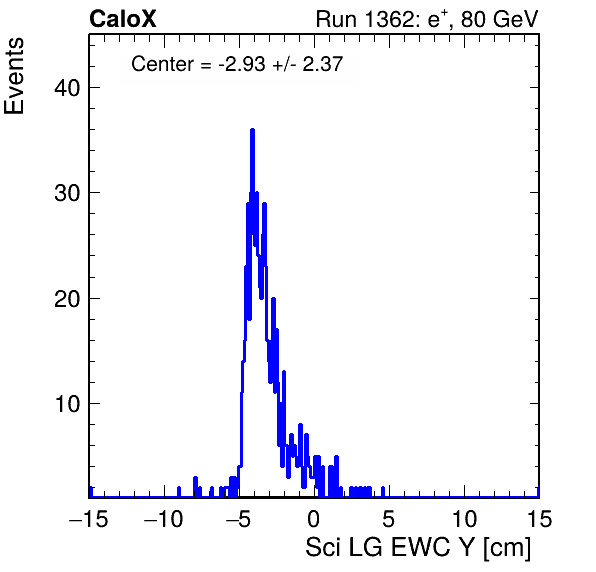 CaloX
Run 1362: e+, 80 GeV
Center = -2.93 +/- 2.37
Events
40
30
20
10
−15 −10 −5 0 5 10 15
Sci LG EWC Y [cm]